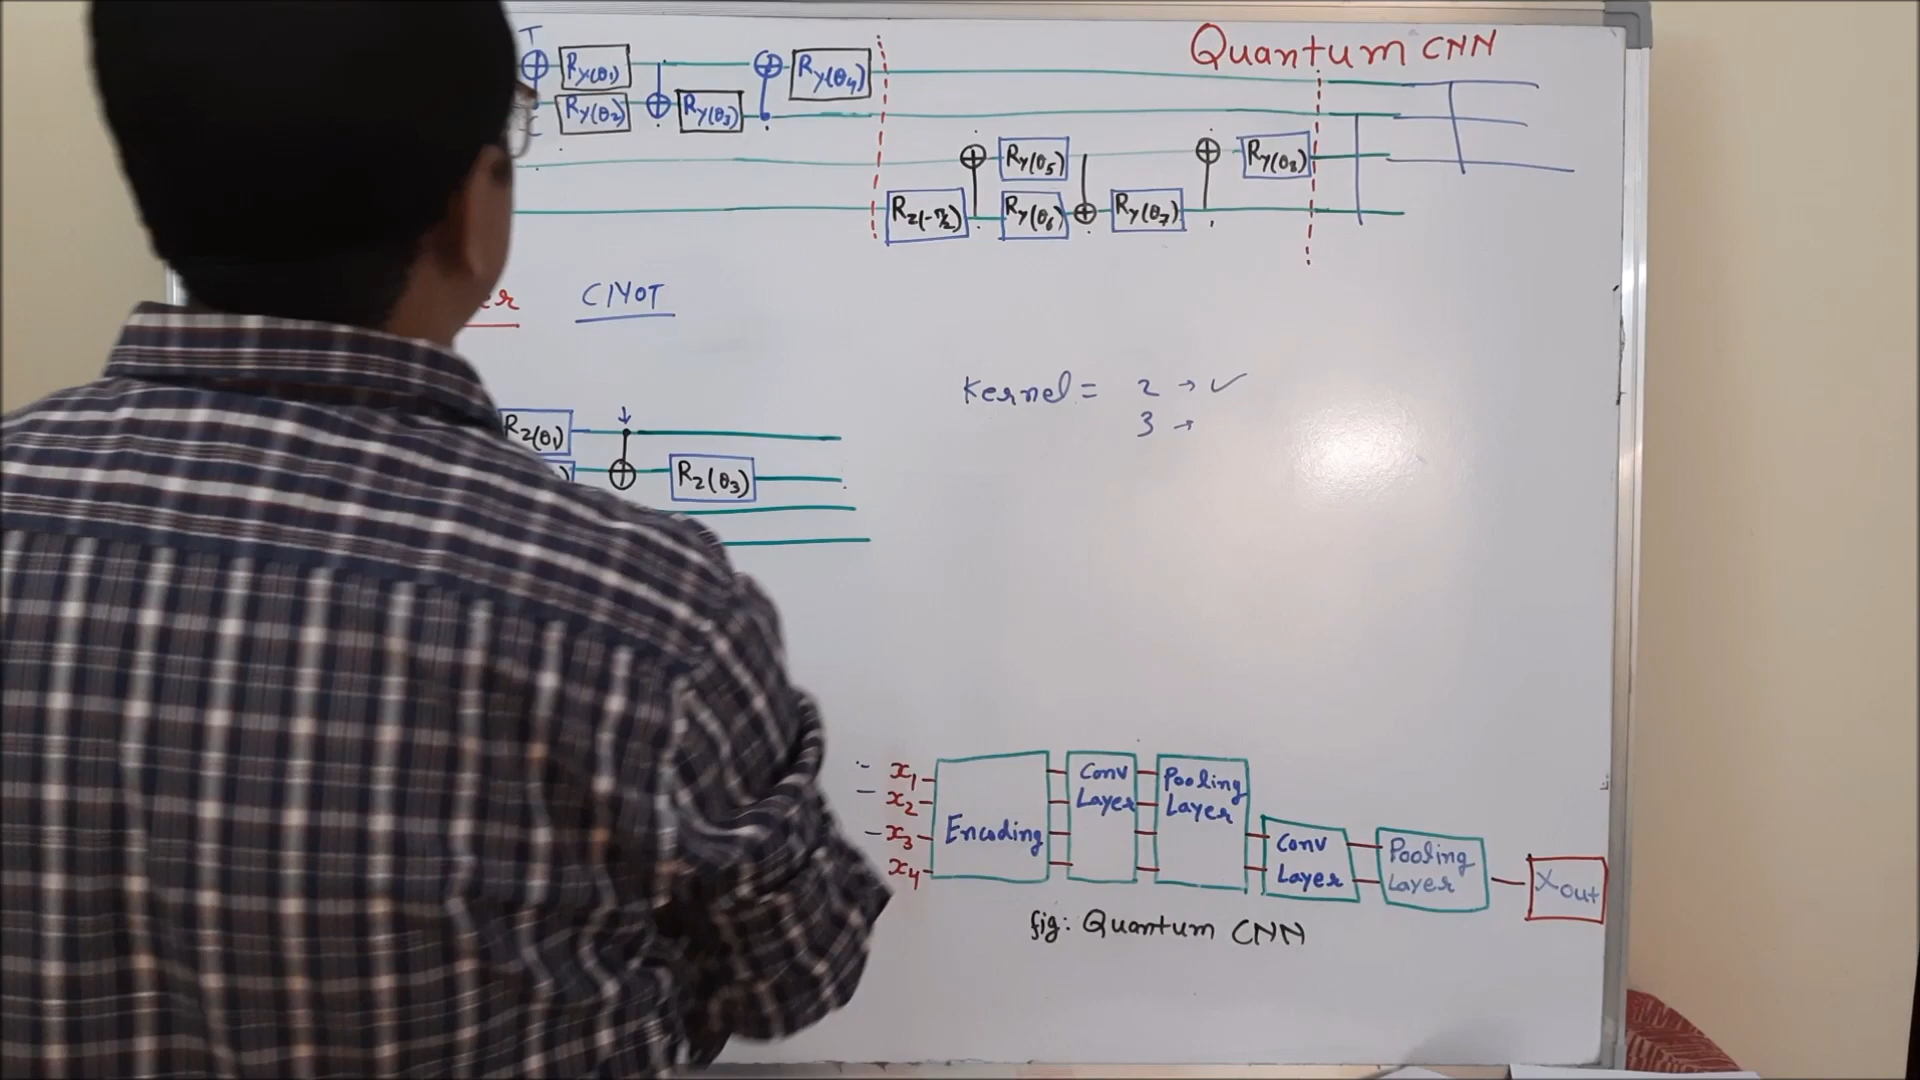 Quantum CNN
T Ry(θ1) Ry(θ4)
C Ry(θ2) Ry(θ3)
Ry(θ5) Ry(θ8)
Rz(-π/2) Ry(θ6) Ry(θ7)
er CNOT
Kernel = 2 → ✓
3 →
Rz(θ1)
Rz(θ3)
x1 Conv Pooling
x2 Layer Layer
x3 Encoding Conv Pooling
x4 Layer Layer Xout
fig: Quantum CNN